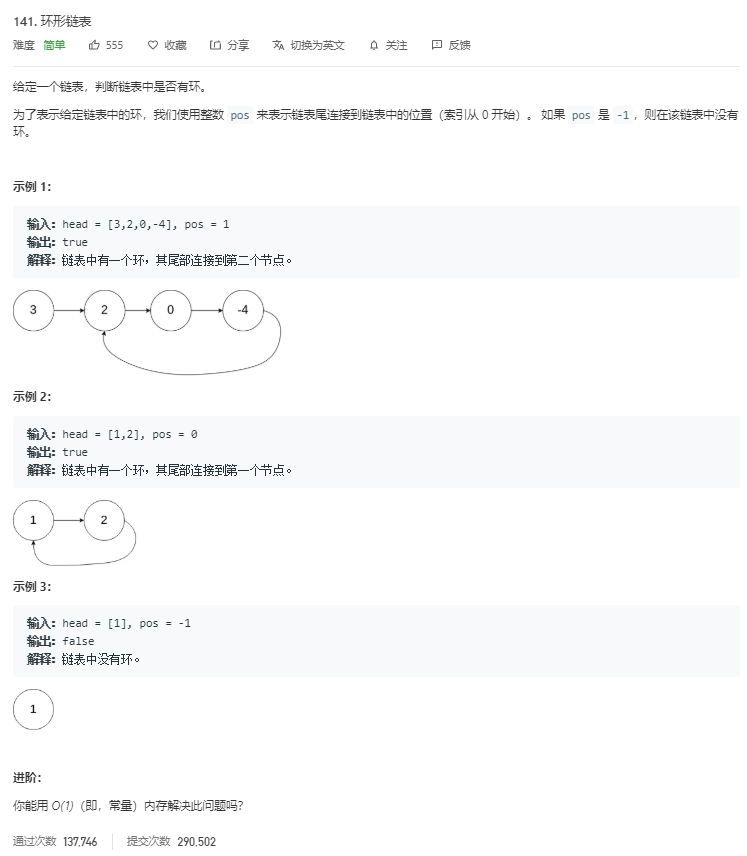 141. 环形链表
难度 简单 555 收藏 分享 切换为英文 关注 反馈
给定一个链表，判断链表中是否有环。
为了表示给定链表中的环，我们使用整数 pos 来表示链表尾连接到链表中的位置（索引从 0 开始）。 如果 pos 是 -1，则在该链表中没有
环。
示例 1：
输入：head = [3,2,0,-4], pos = 1
输出：true
解释：链表中有一个环，其尾部连接到第二个节点。
3 2 0 -4
示例 2：
输入：head = [1,2], pos = 0
输出：true
解释：链表中有一个环，其尾部连接到第一个节点。
1 2
示例 3：
输入：head = [1], pos = -1
输出：false
解释：链表中没有环。
1
进阶：
你能用 O(1)（即，常量）内存解决此问题吗？
通过次数 137,746 提交次数 290,502